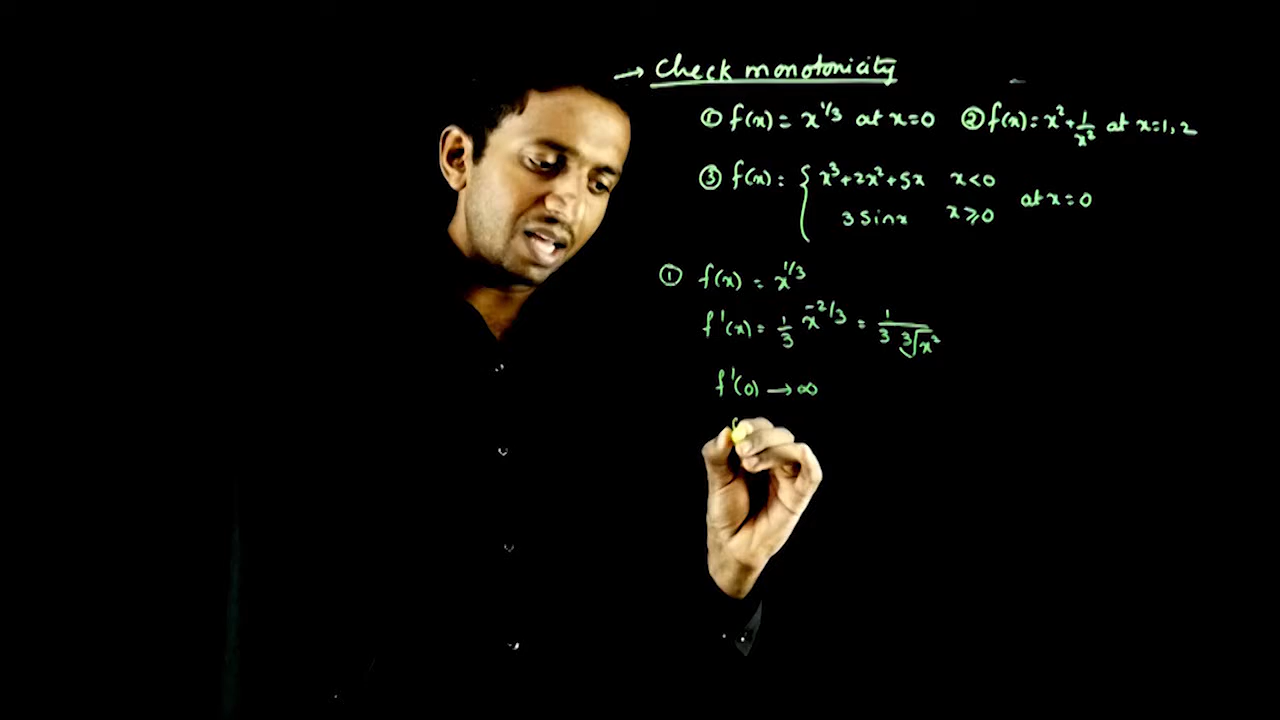 → Check monotonicity
① f(x) = x^1/3 at x=0 ② f(x) = x² + 1/x² at x=1,2
③ f(x) = { x³+2x²+5x x<0
3 Sinx x⩾0 at x=0
① f(x) = x^1/3
f'(x) = 1/3 x^-2/3 = 1/(3 ∛x²)
f'(0) → ∞